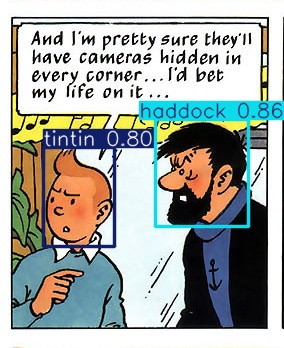 And I'm pretty sure they'll
have cameras hidden in
every corner...I'd bet
my life on it...
haddock 0.86
tintin 0.80